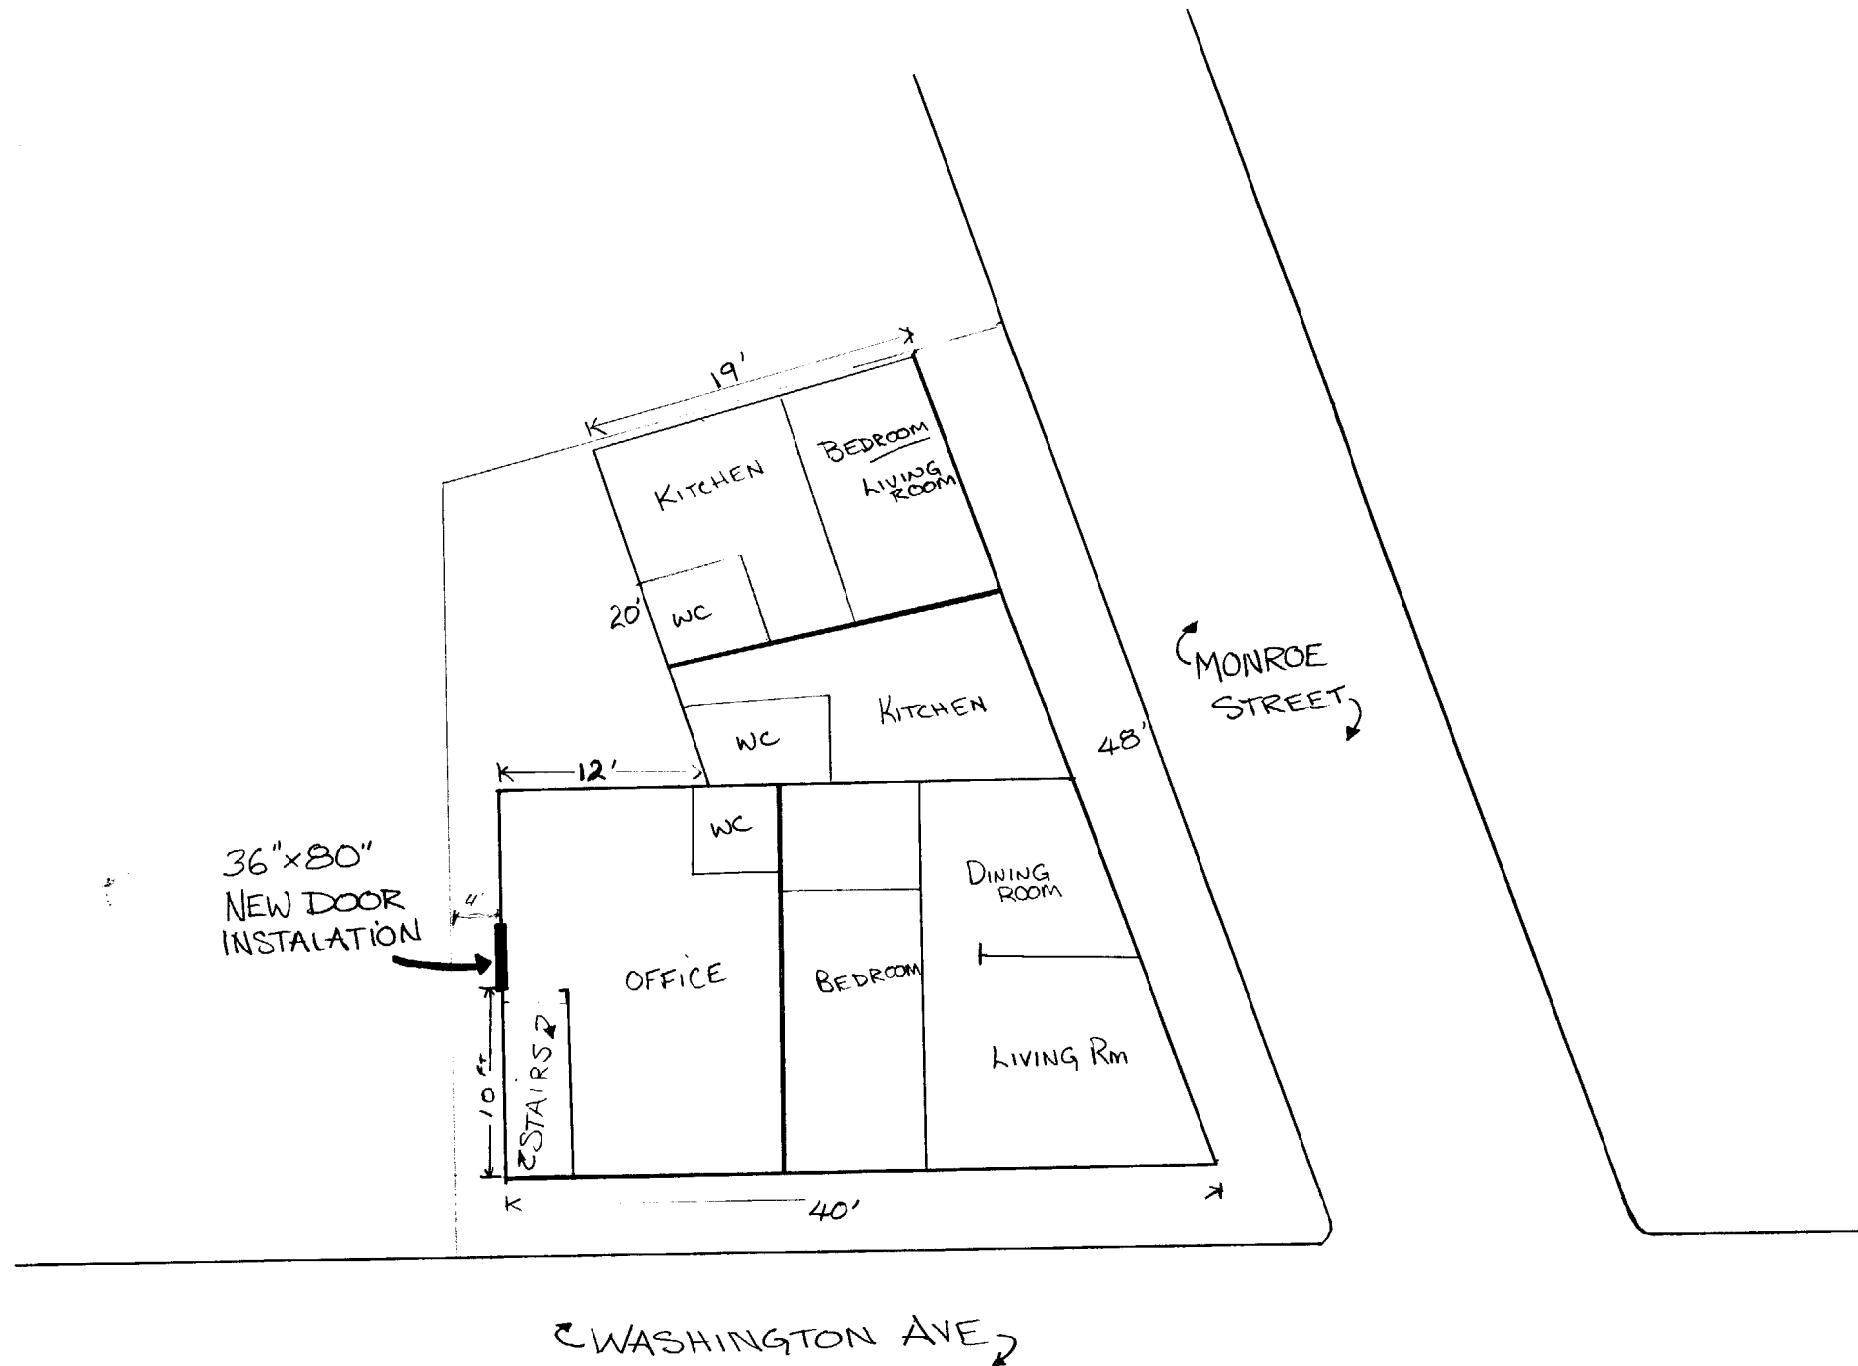 19'
BEDROOM
LIVING
ROOM
KITCHEN
20'
WC
MONROE
STREET
KITCHEN
WC
48'
12'
WC
36"x80"
NEW DOOR
INSTALATION
4'
DINING
ROOM
OFFICE
BEDROOM
STAIRS
10 FT
LIVING Rm
40'
WASHINGTON AVE